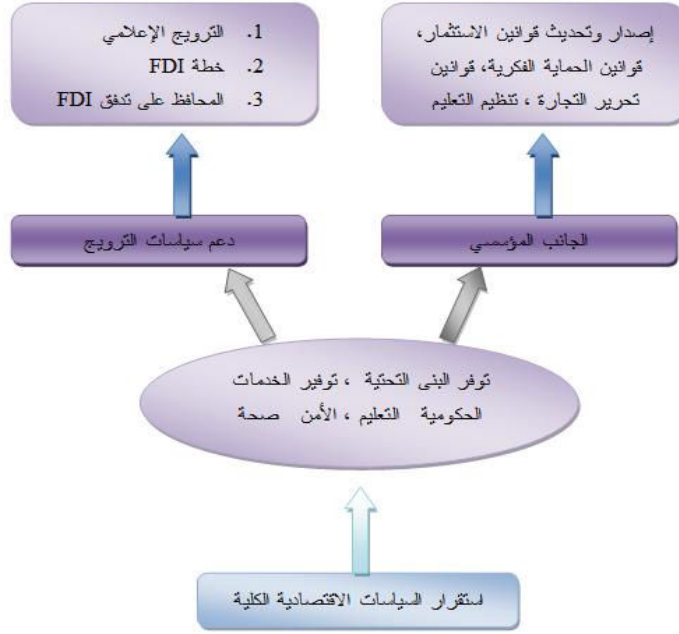 إصدار وتحديث قوانين الاستثمار،
قوانين الحماية الفكرية، قوانين
تحرير التجارة ، تنظيم التعليم
1. الترويج الإعلامي
2. خطة FDI
3. المحافظ على تدفق FDI
الجانب المؤسسي
دعم سياسات الترويج
توفر البنى التحتية ، توفير الخدمات
الحكومية التعليم ، الأمن صحة
استقرار السياسات الاقتصادية الكلية